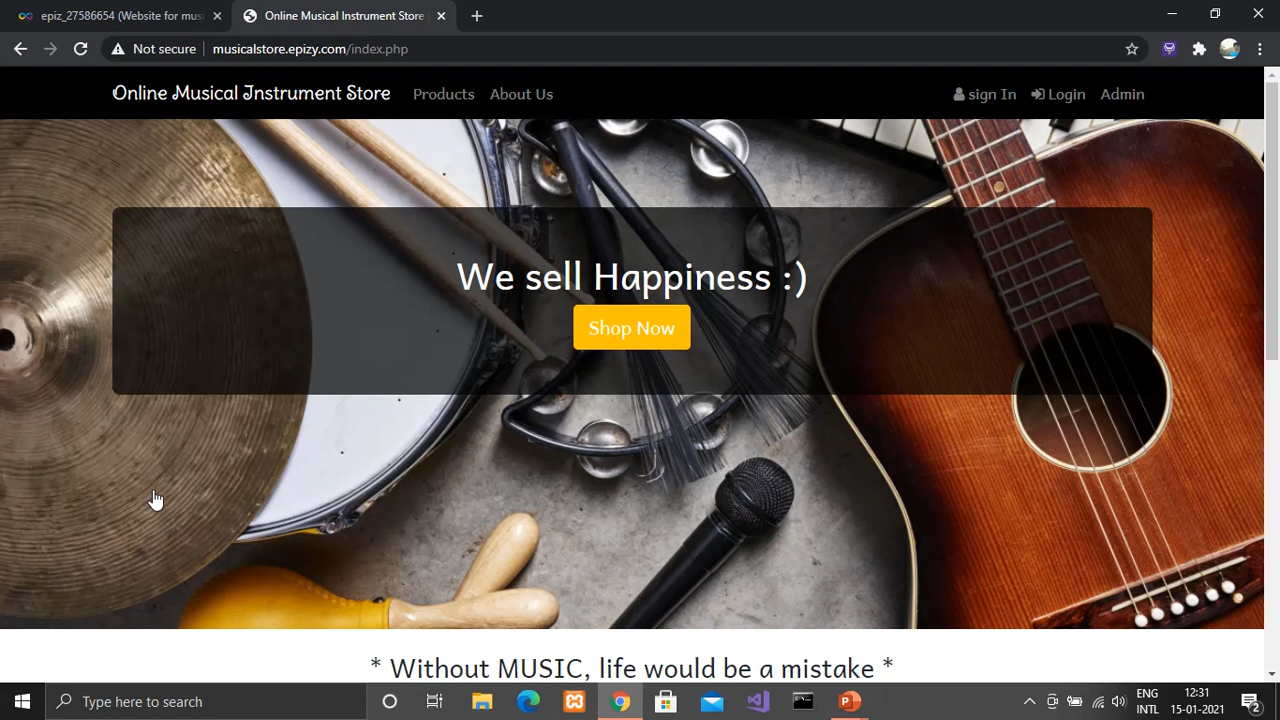 epiz_27586654 (Website for mus
Online Musical Instrument Store
Not secure
musicalstore.epizy.com/index.php
Online Musical Instrument Store
Products
About Us
sign In
Login
Admin
We sell Happiness :)
Shop Now
* Without MUSIC, life would be a mistake *
Type here to search
ENG
INTL
12:31
15-01-2021
2